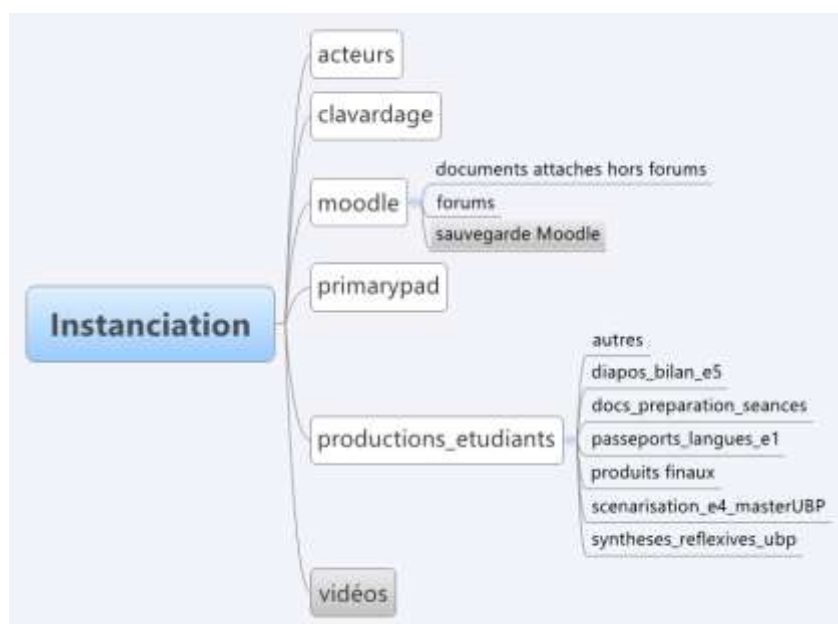 Instanciation
acteurs
clavardage
moodle
documents attaches hors forums
forums
sauvegarde Moodle
primarypad
productions_etudiants
autres
diapos_bilan_e5
docs_preparation_seances
passeports_langues_e1
produits finaux
scenarisation_e4_masterUBP
syntheses_reflexives_ubp
vidéos